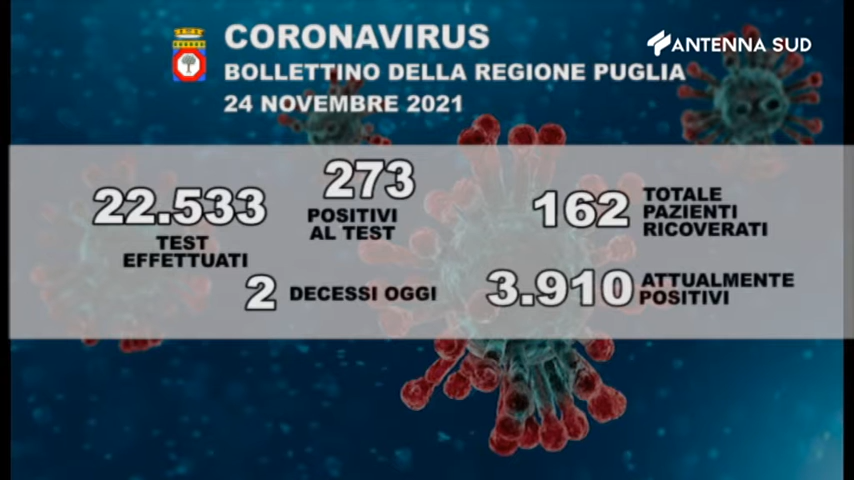 CORONAVIRUS
ANTENNA SUD
BOLLETTINO DELLA REGIONE PUGLIA
24 NOVEMBRE 2021
22.533
TEST
EFFETTUATI
273
POSITIVI
AL TEST
162
TOTALE
PAZIENTI
RICOVERATI
2 DECESSI OGGI
3.910
ATTUALMENTE
POSITIVI